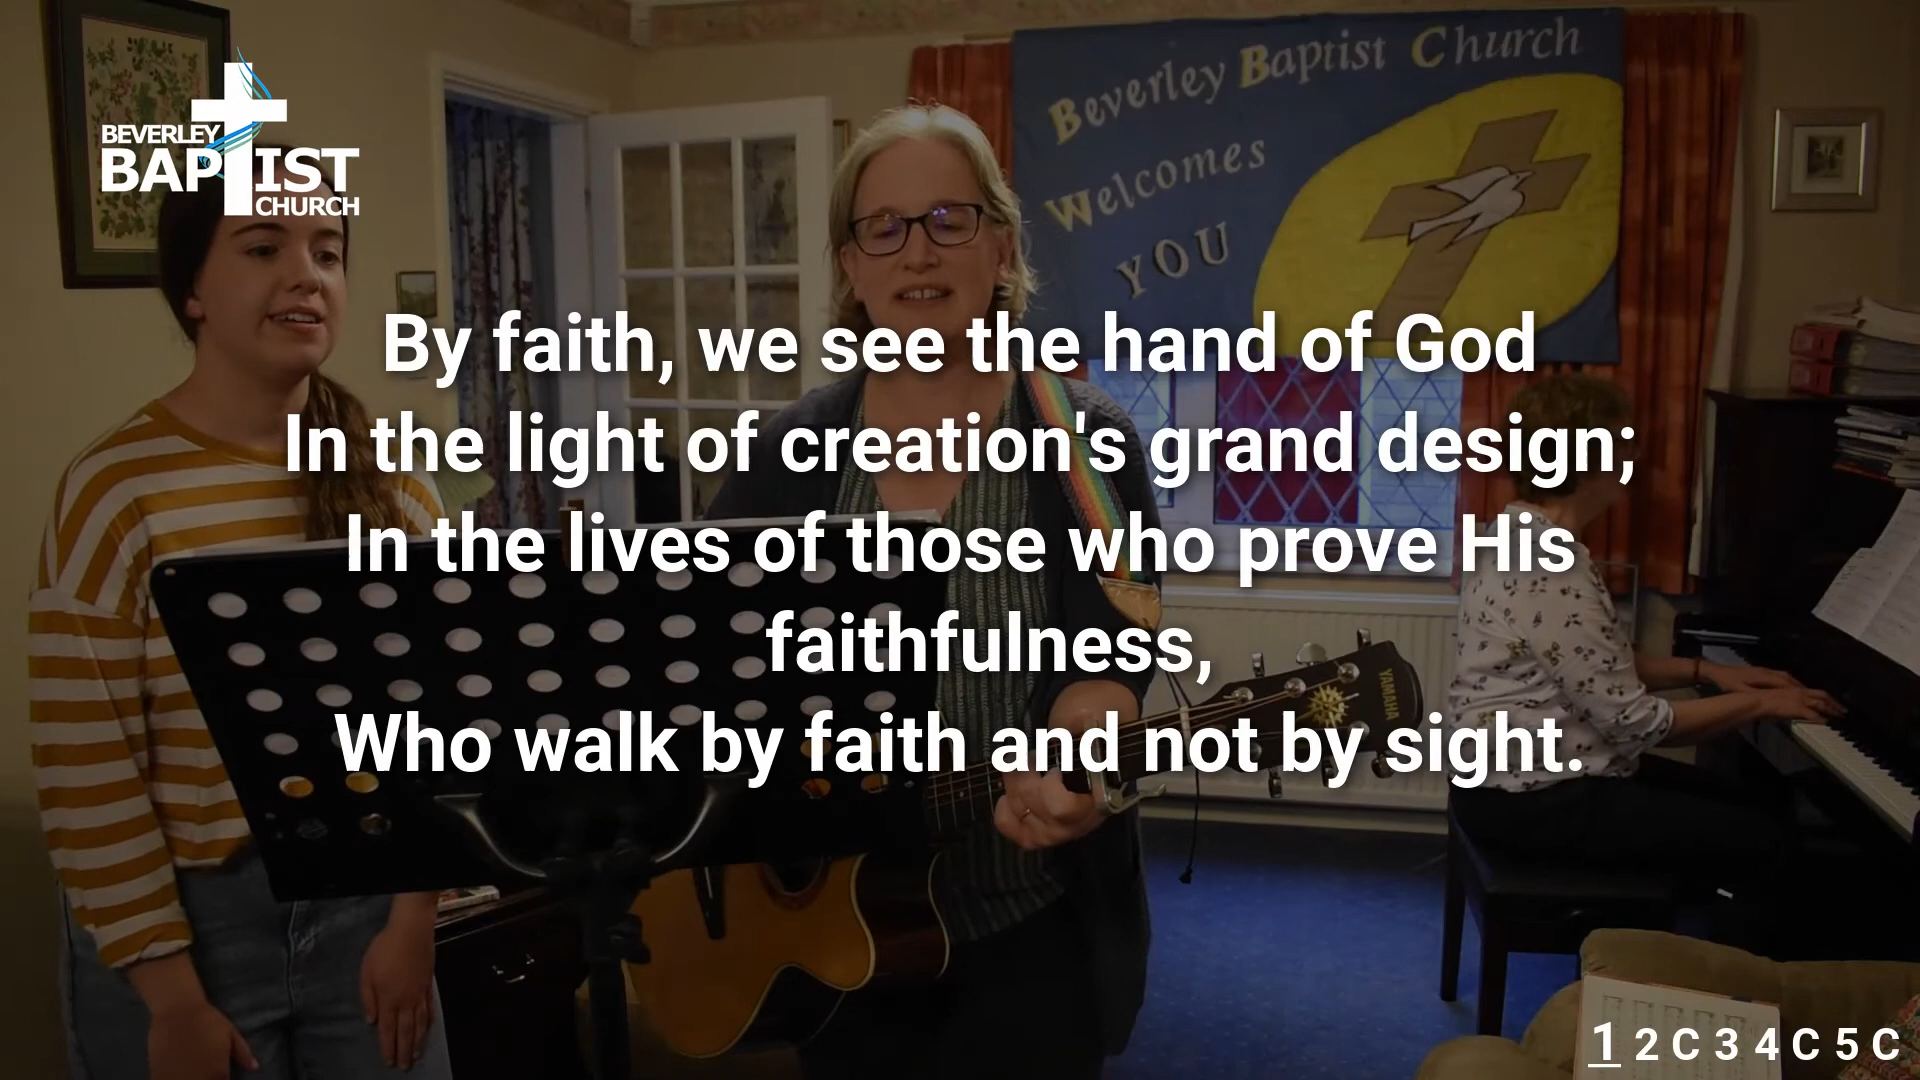 BEVERLEY
BAPTIST
CHURCH
Beverley Baptist Church
Welcomes
YOU
By faith, we see the hand of God
In the light of creation's grand design;
In the lives of those who prove His
faithfulness,
Who walk by faith and not by sight.
YAMAHA
1 2 C 3 4 C 5 C